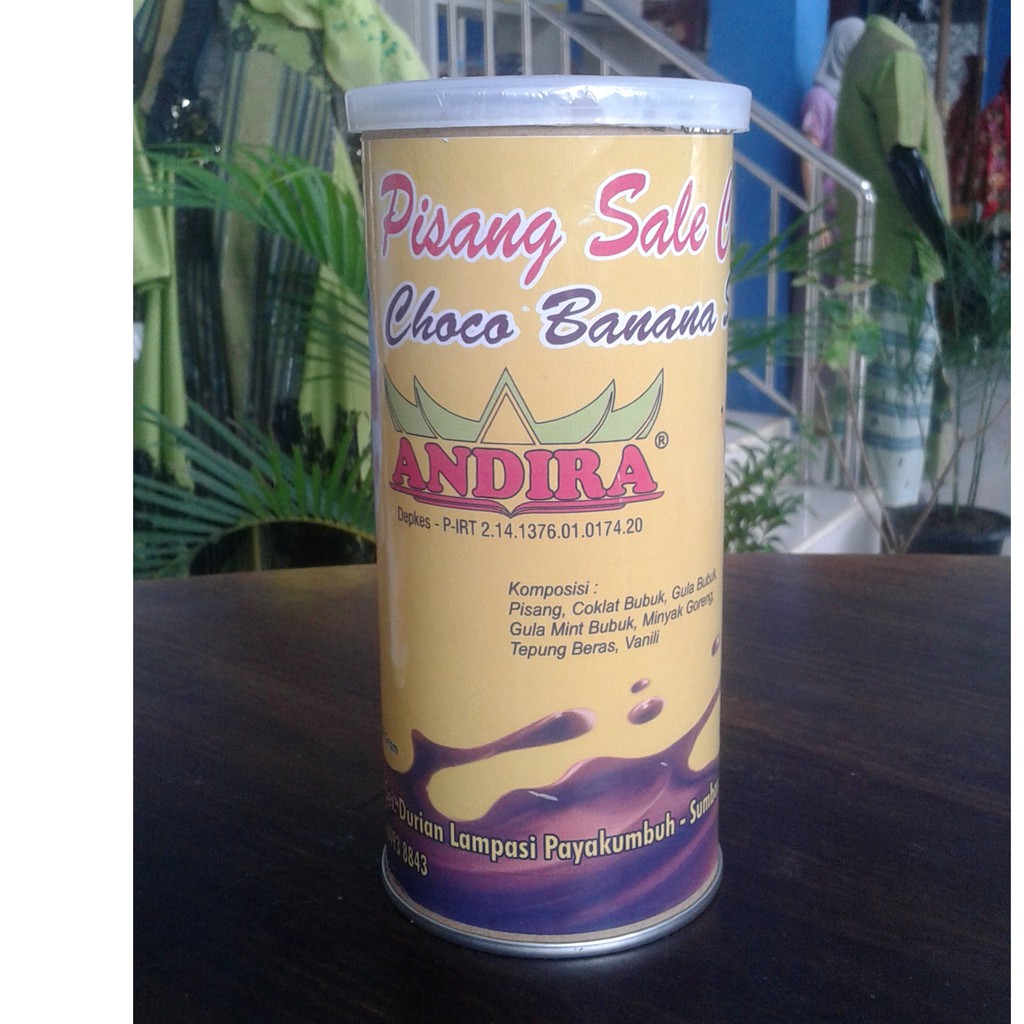 Pisang Sale
Choco Banana
ANDIRA®
Depkes - P-IRT 2.14.1376.01.0174.20
Komposisi :
Pisang, Coklat Bubuk, Gula Bubuk,
Gula Mint Bubuk, Minyak Goreng,
Tepung Beras, Vanili
Durian Lampasi Payakumbuh - Sumba
8843